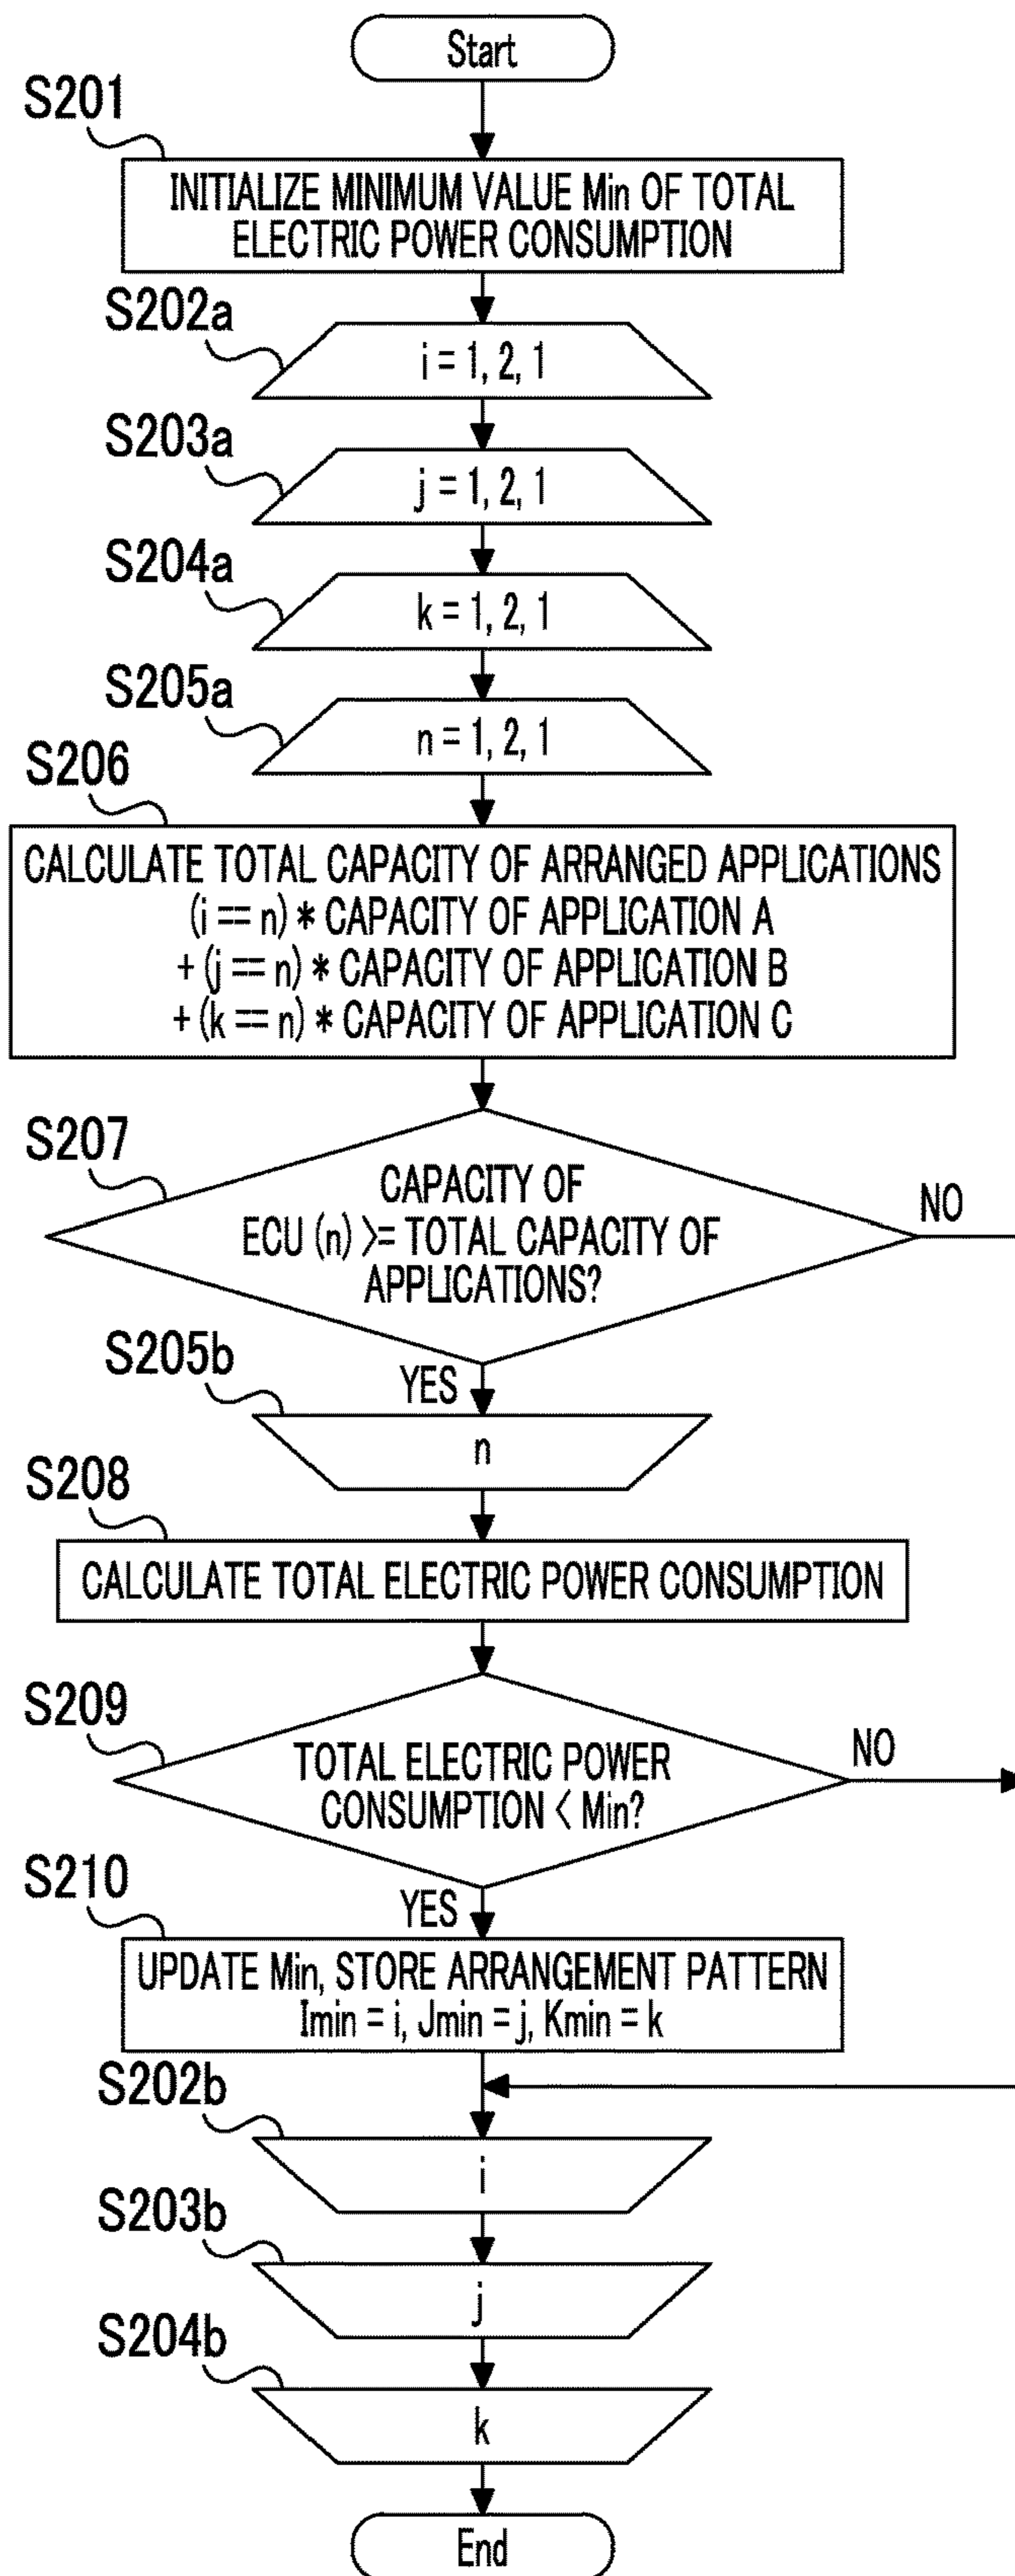 Start
S201
INITIALIZE MINIMUM VALUE Min OF TOTAL
ELECTRIC POWER CONSUMPTION
S202a
i = 1, 2, 1
S203a
j = 1, 2, 1
S204a
k = 1, 2, 1
S205a
n = 1, 2, 1
S206
CALCULATE TOTAL CAPACITY OF ARRANGED APPLICATIONS
(i == n) * CAPACITY OF APPLICATION A
+ (j == n) * CAPACITY OF APPLICATION B
+ (k == n) * CAPACITY OF APPLICATION C
S207
CAPACITY OF
ECU (n) >= TOTAL CAPACITY OF
APPLICATIONS?
NO
YES
S205b
n
S208
CALCULATE TOTAL ELECTRIC POWER CONSUMPTION
S209
TOTAL ELECTRIC POWER
CONSUMPTION < Min?
NO
YES
S210
UPDATE Min, STORE ARRANGEMENT PATTERN
Imin = i, Jmin = j, Kmin = k
S202b
i
S203b
j
S204b
k
End